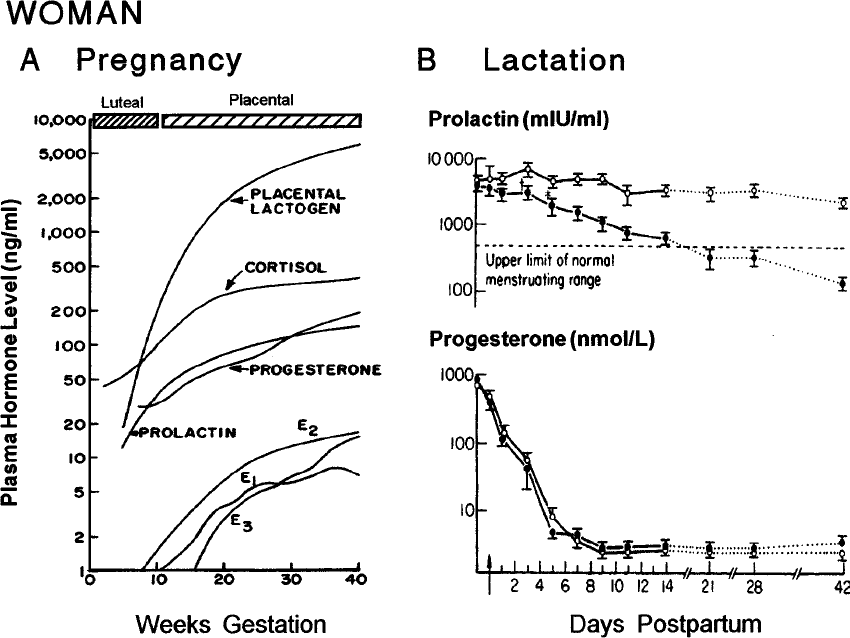 WOMAN
A Pregnancy
Luteal
Placental
10,000
5,000
2,000
1,000
500
200
100
50
20
10
5
2
1
Plasma Hormone Level (ng/ml)
PLACENTAL
LACTOGEN
CORTISOL
PROGESTERONE
PROLACTIN
E2
E1
E3
0 10 20 30 40
Weeks Gestation
B Lactation
Prolactin (mIU/ml)
10 000
1000
100
Upper limit of normal
menstruating range
Progesterone (nmol/L)
1000
100
10
2 4 6 8 10 12 14 21 28 42
Days Postpartum